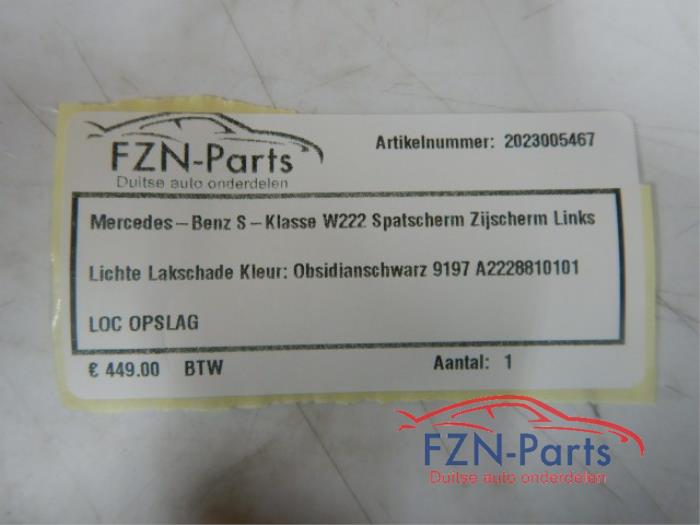 FZN-Parts
Duitse auto onderdelen
Artikelnummer: 2023005467
Mercedes-Benz S-Klasse W222 Spatscherm Zijscherm Links
Lichte Lakschade Kleur: Obsidianschwarz 9197 A2228810101
LOC OPSLAG
€ 449.00 BTW
Aantal: 1
FZN-Parts
Duitse auto onderdelen